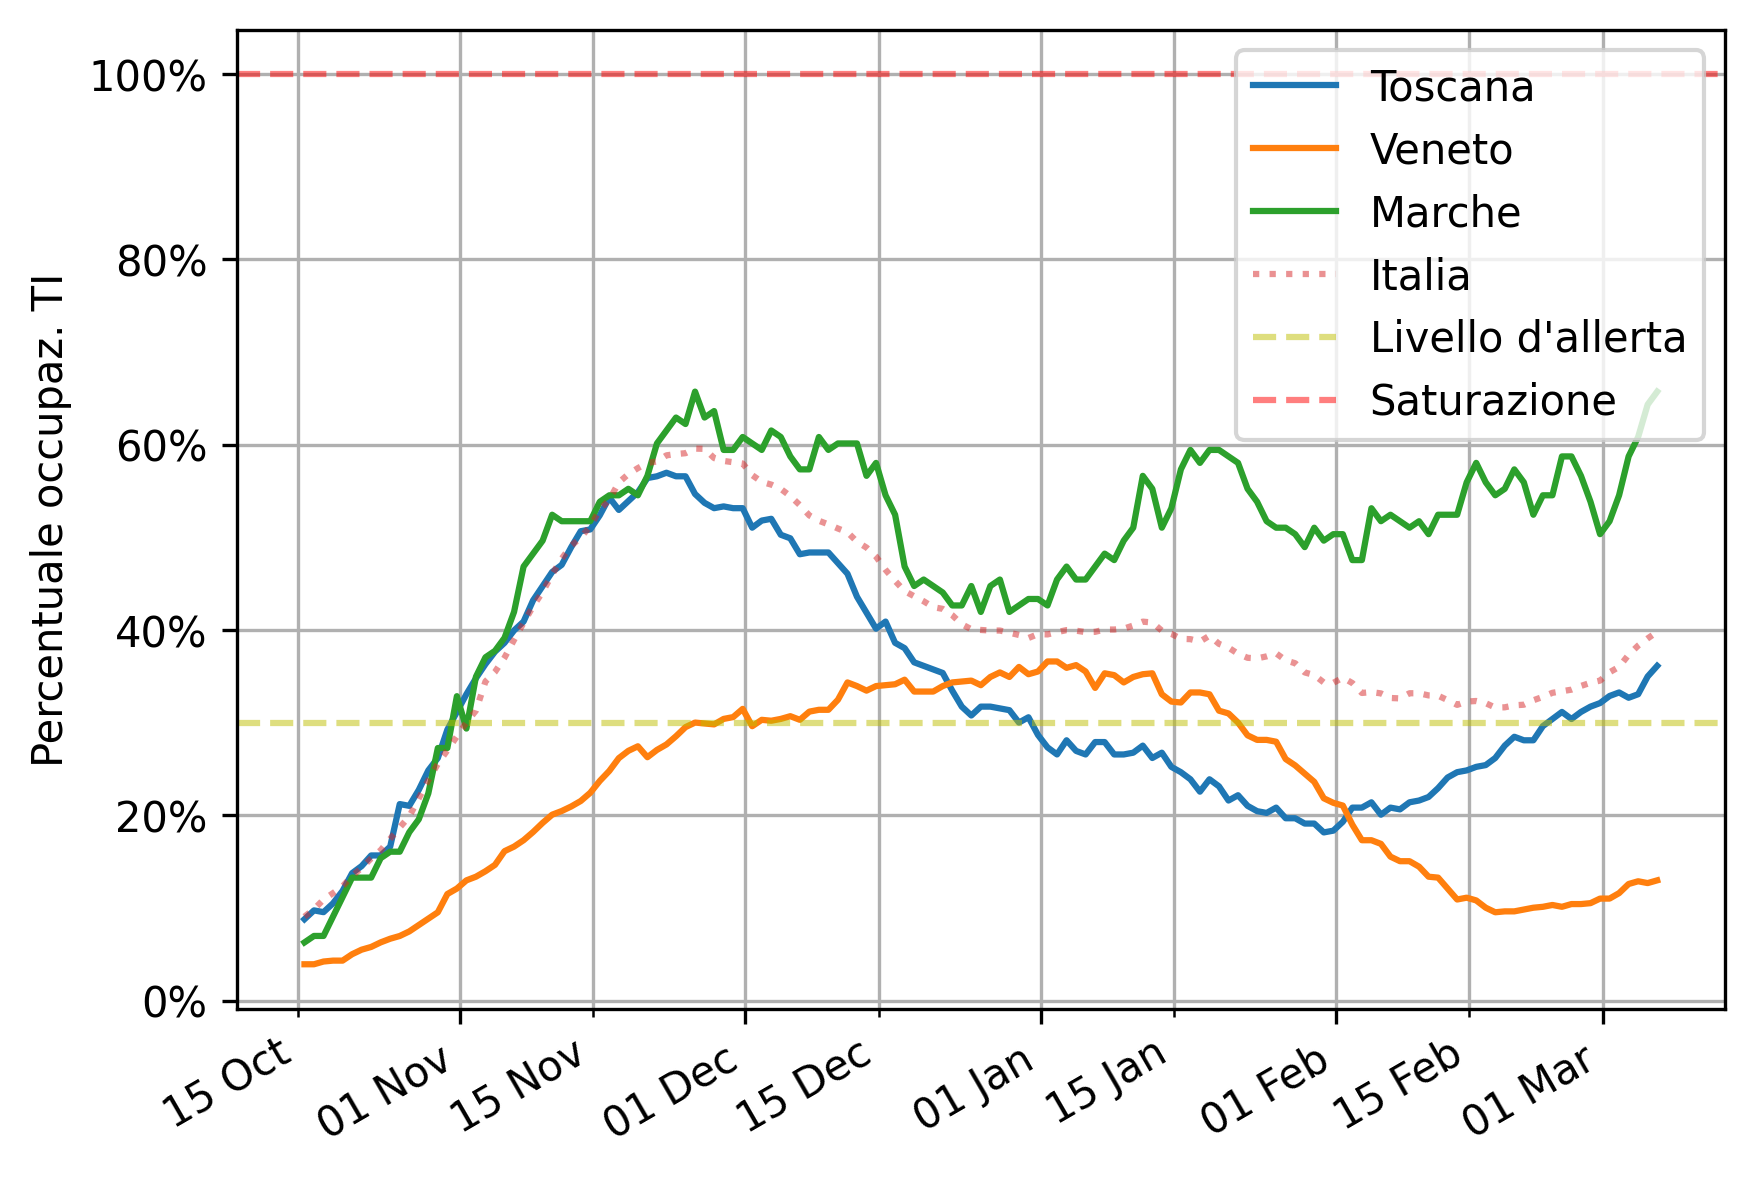 Percentuale occupaz. TI
100%
80%
60%
40%
20%
0%
Toscana
Veneto
Marche
Italia
Livello d'allerta
Saturazione
15 Oct
01 Nov
15 Nov
01 Dec
15 Dec
01 Jan
15 Jan
01 Feb
15 Feb
01 Mar